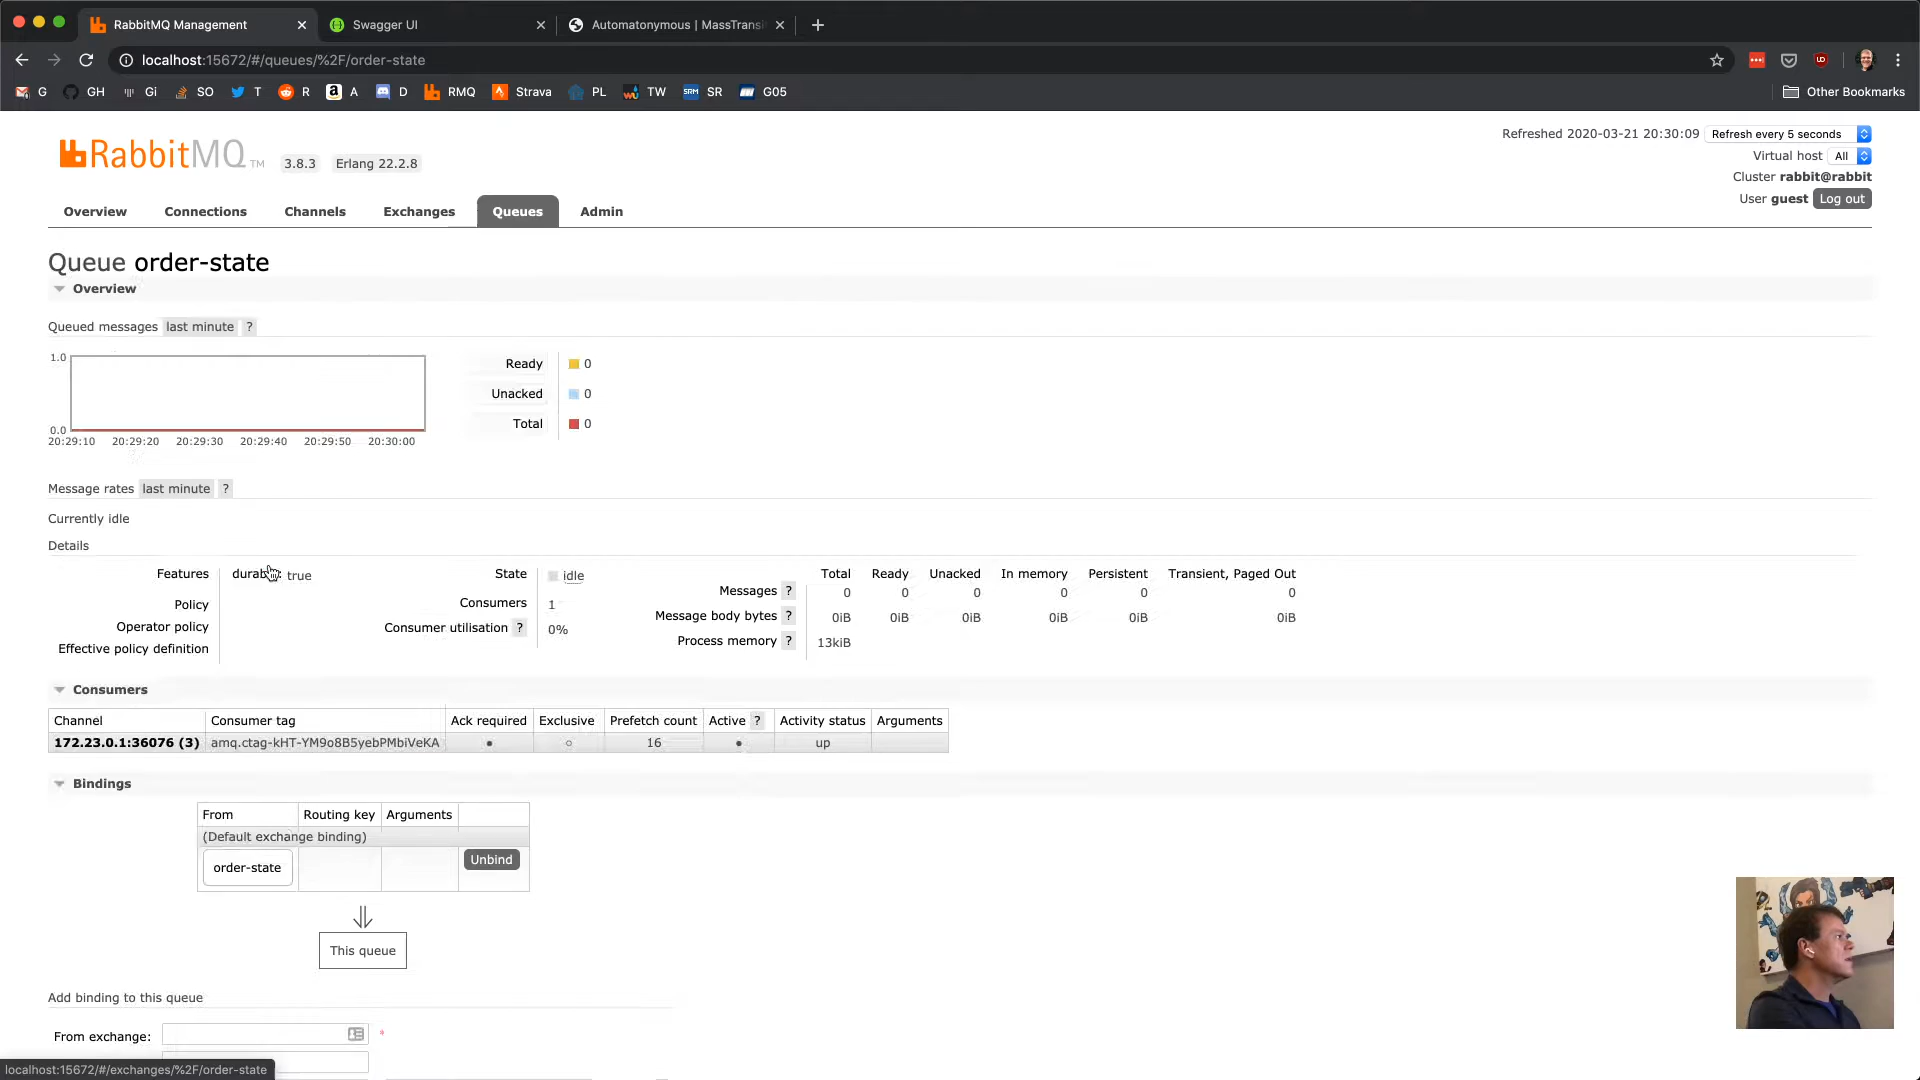 RabbitMQ Management
Swagger UI
Automatonymous | MassTransi
localhost:15672/#/queues/%2F/order-state
G
GH
Gi
SO
T
R
A
D
RMQ
Strava
PL
TW
SR
G05
Other Bookmarks
RabbitMQ TM
3.8.3
Erlang 22.2.8
Refreshed 2020-03-21 20:30:09
Refresh every 5 seconds
Virtual host All
Cluster rabbit@rabbit
User guest Log out
Overview
Connections
Channels
Exchanges
Queues
Admin
Queue order-state
Overview
Queued messages last minute ?
1.0
0.0
20:29:10 20:29:20 20:29:30 20:29:40 20:29:50 20:30:00
Ready 0
Unacked 0
Total 0
Message rates last minute ?
Currently idle
Details
Features true
Policy
Operator policy
Effective policy definition
State idle
Consumers 1
Consumer utilisation ? 0%
Total Ready Unacked In memory Persistent Transient, Paged Out
Messages ? 0 0 0 0 0 0
Message body bytes ? 0iB 0iB 0iB 0iB 0iB 0iB
Process memory ? 13kiB
Consumers
Channel Consumer tag Ack required Exclusive Prefetch count Active ? Activity status Arguments
172.23.0.1:36076 (3) amq.ctag-kHT-YM9o8B5yebPMbiVeKA ● ○ 16 ● up
Bindings
From Routing key Arguments
(Default exchange binding)
order-state Unbind
⇓
This queue
Add binding to this queue
From exchange: *
localhost:15672/#/exchanges/%2F/order-state